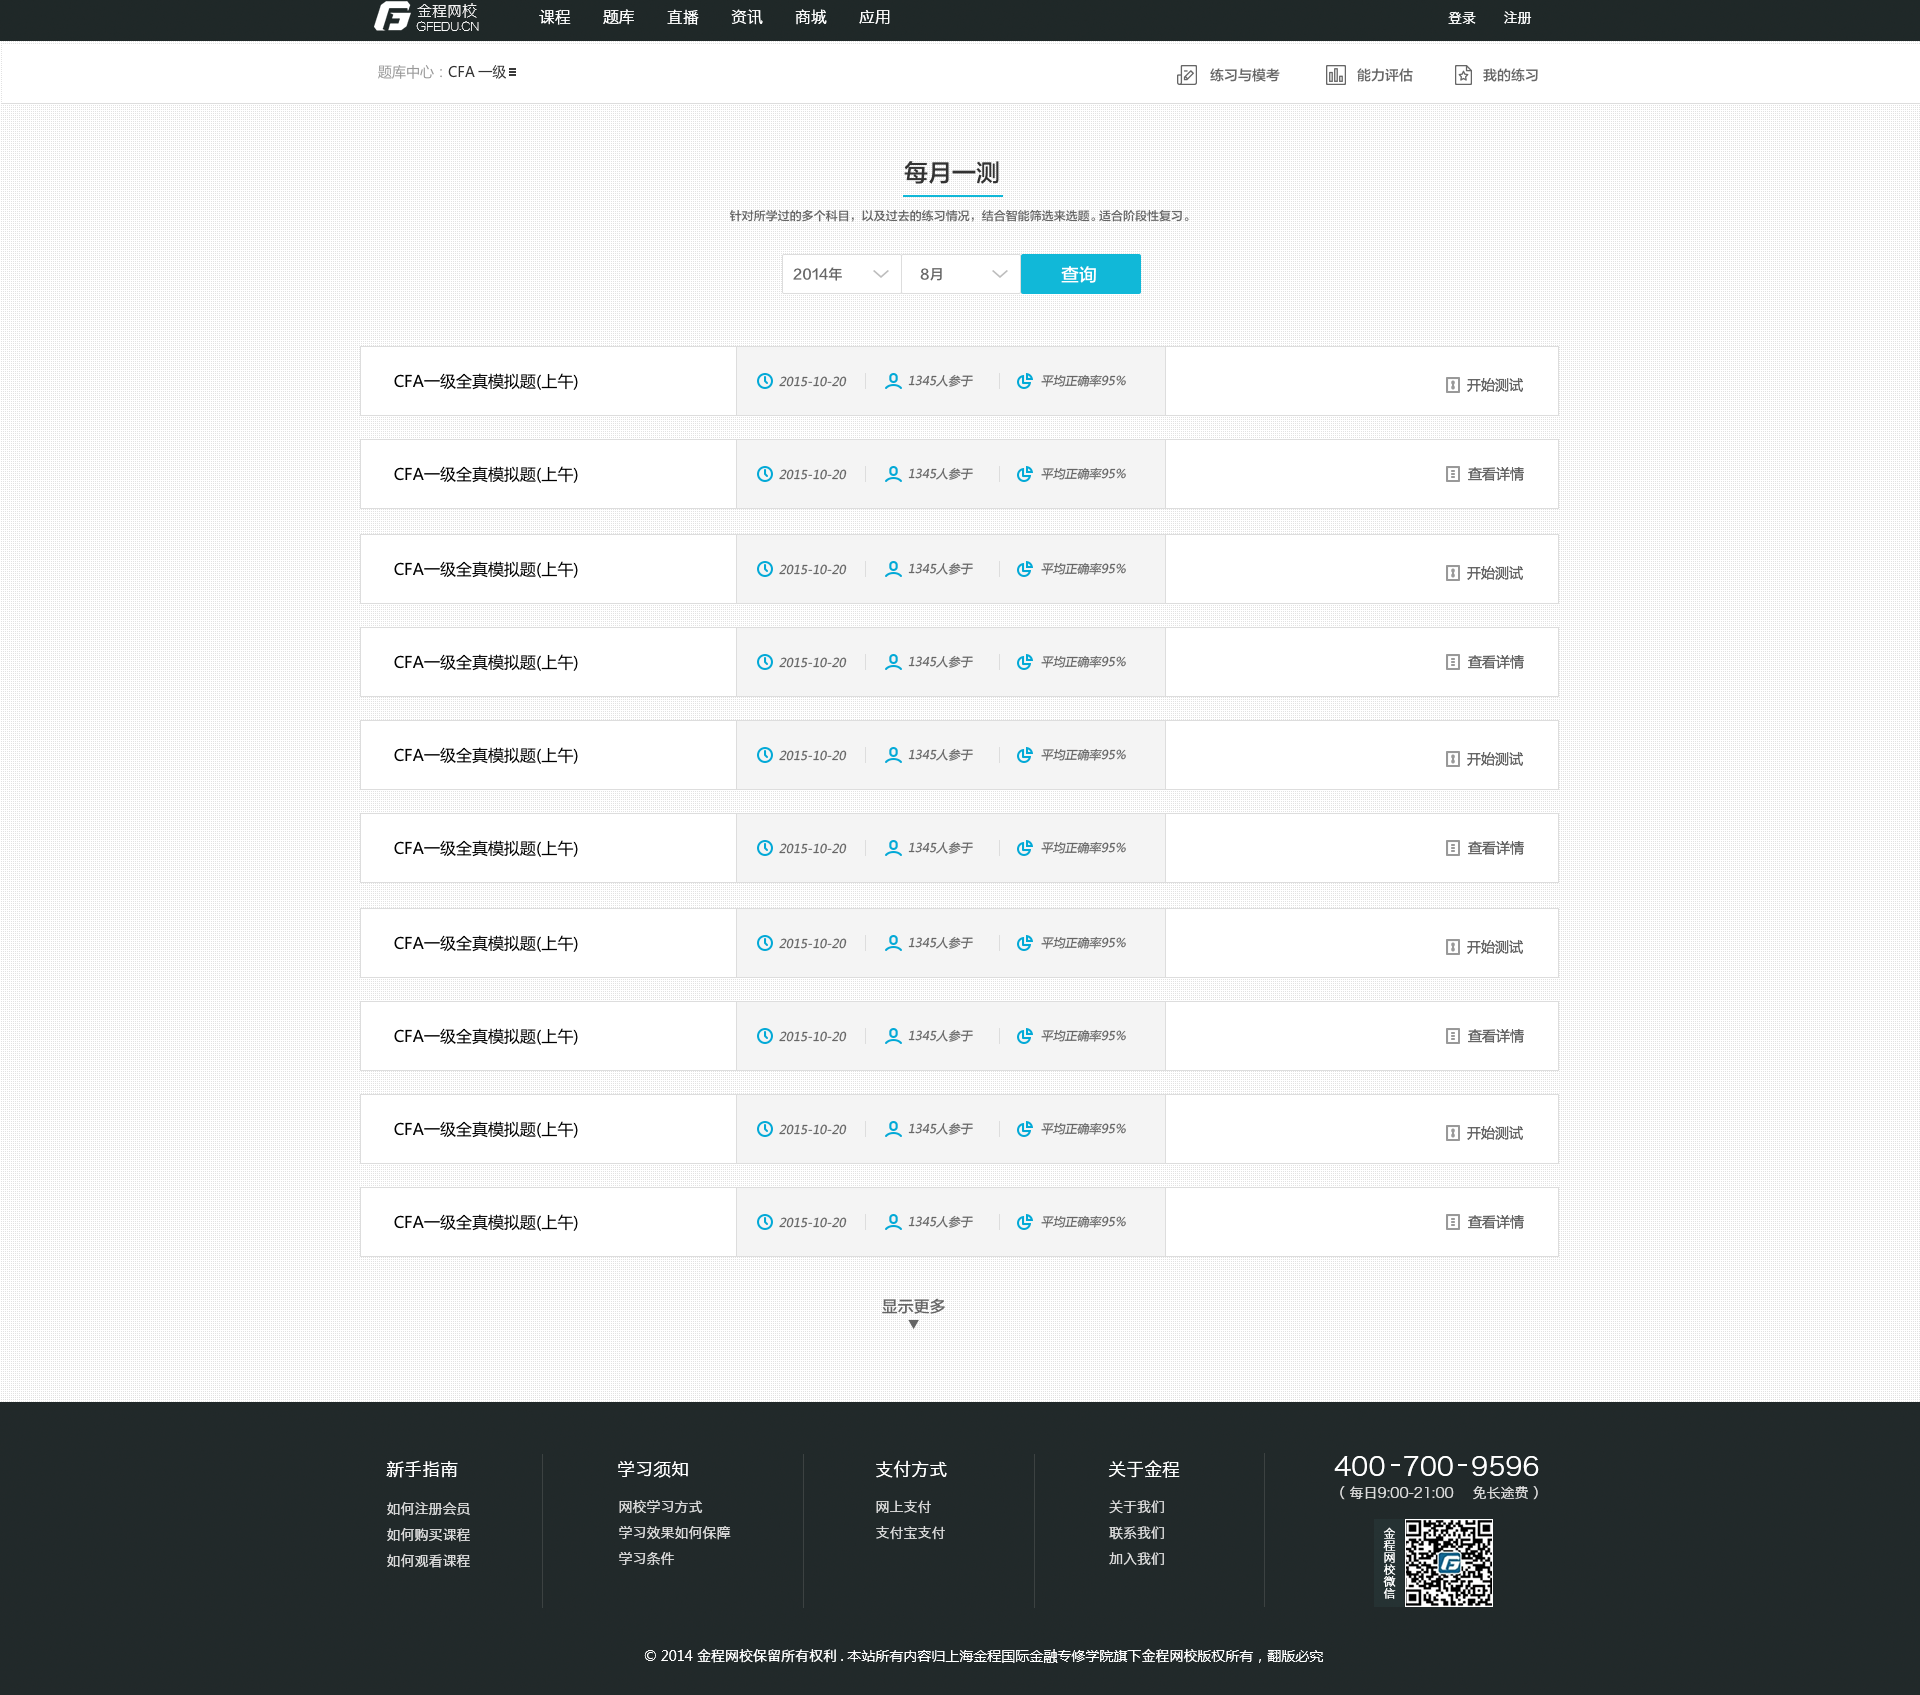 金程网校 课程 题库 直播 资讯 商城 应用 登录 注册
GFEDU.CN
题库中心：CFA 一级 练习与模考 能力评估 我的练习
每月一测
针对所学过的多个科目，以及过去的练习情况，结合智能筛选来选题。适合阶段性复习。
2014年 8月 查询
CFA一级全真模拟题(上午) 2015-10-20 1345人参于 平均正确率95% 开始测试
CFA一级全真模拟题(上午) 2015-10-20 1345人参于 平均正确率95% 查看详情
CFA一级全真模拟题(上午) 2015-10-20 1345人参于 平均正确率95% 开始测试
CFA一级全真模拟题(上午) 2015-10-20 1345人参于 平均正确率95% 查看详情
CFA一级全真模拟题(上午) 2015-10-20 1345人参于 平均正确率95% 开始测试
CFA一级全真模拟题(上午) 2015-10-20 1345人参于 平均正确率95% 查看详情
CFA一级全真模拟题(上午) 2015-10-20 1345人参于 平均正确率95% 开始测试
CFA一级全真模拟题(上午) 2015-10-20 1345人参于 平均正确率95% 查看详情
CFA一级全真模拟题(上午) 2015-10-20 1345人参于 平均正确率95% 开始测试
CFA一级全真模拟题(上午) 2015-10-20 1345人参于 平均正确率95% 查看详情
显示更多
新手指南
如何注册会员
如何购买课程
如何观看课程
学习须知
网校学习方式
学习效果如何保障
学习条件
支付方式
网上支付
支付宝支付
关于金程
关于我们
联系我们
加入我们
400-700-9596
（每日9:00-21:00 免长途费）
金程网校微信
© 2014 金程网校保留所有权利 . 本站所有内容归上海金程国际金融专修学院旗下金程网校版权所有，翻版必究